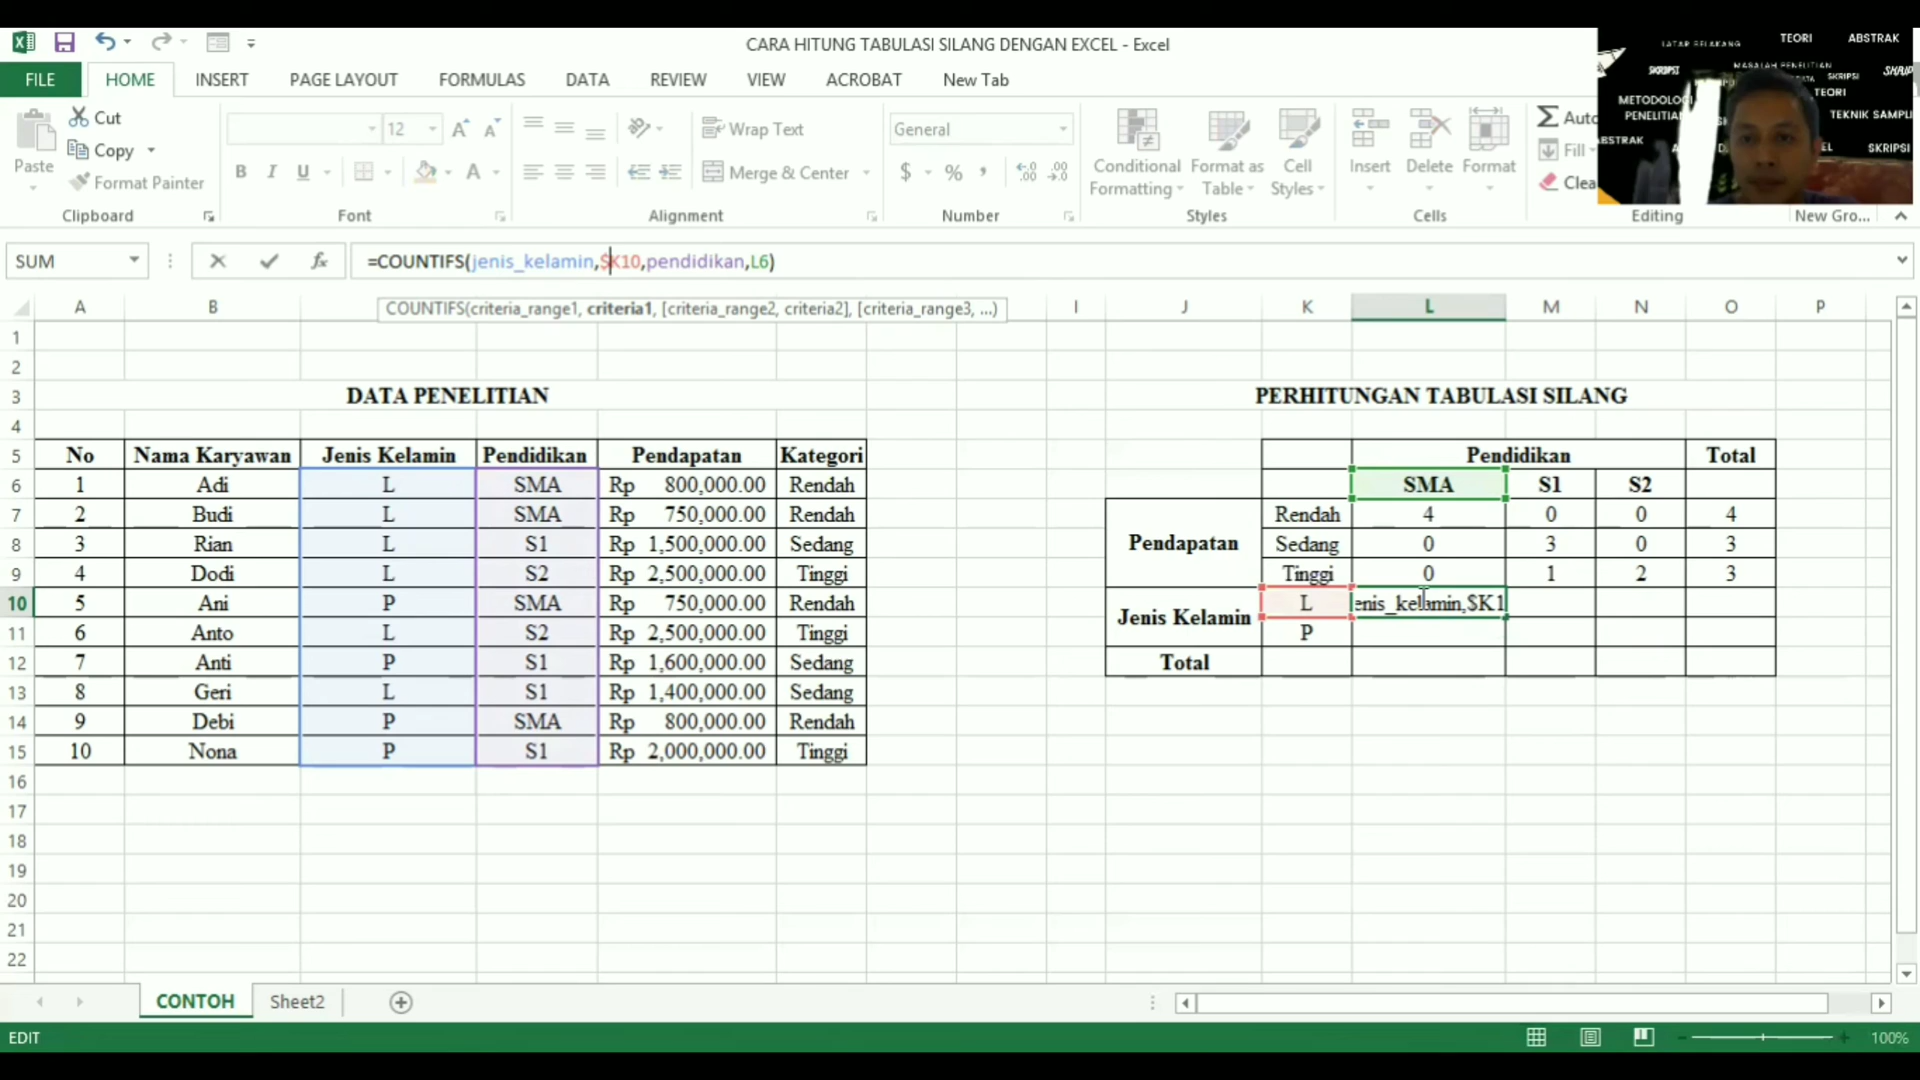 CARA HITUNG TABULASI SILANG DENGAN EXCEL - Excel
FILE HOME INSERT PAGE LAYOUT FORMULAS DATA REVIEW VIEW ACROBAT New Tab
Paste
Cut
Copy
Format Painter
Clipboard
12
B I U
A
Font
Wrap Text
Merge & Center
Alignment
General
$ % ,
Number
Conditional Formatting
Format as Table
Cell Styles
Styles
Insert Delete Format
Cells
Auto
Fill
Clea
Editing
New Gro...
LATAR BELAKANG TEORI ABSTRAK
SKRIPSI MASALAH PENELITIAN
SKRIPSI
TEORI
METODOLOGI PENELITIAN
TEKNIK SAMPL
ABSTRAK
SKRIPSI
SUM
fx
=COUNTIFS(jenis_kelamin,$K10,pendidikan,L6)
COUNTIFS(criteria_range1, criteria1, [criteria_range2, criteria2], [criteria_range3, ...)
A B I J K L M N O P
1
2
3 DATA PENELITIAN PERHITUNGAN TABULASI SILANG
4
5 No Nama Karyawan Jenis Kelamin Pendidikan Pendapatan Kategori Pendidikan Total
6 1 Adi L SMA Rp 800,000.00 Rendah SMA S1 S2
7 2 Budi L SMA Rp 750,000.00 Rendah Rendah 4 0 0 4
8 3 Rian L S1 Rp 1,500,000.00 Sedang Pendapatan Sedang 0 3 0 3
9 4 Dodi L S2 Rp 2,500,000.00 Tinggi Tinggi 0 1 2 3
10 5 Ani P SMA Rp 750,000.00 Rendah L enis_kelamin,$K1
11 6 Anto L S2 Rp 2,500,000.00 Tinggi Jenis Kelamin P
12 7 Anti P S1 Rp 1,600,000.00 Sedang Total
13 8 Geri L S1 Rp 1,400,000.00 Sedang
14 9 Debi P SMA Rp 800,000.00 Rendah
15 10 Nona P S1 Rp 2,000,000.00 Tinggi
16
17
18
19
20
21
22
CONTOH Sheet2
EDIT
100%